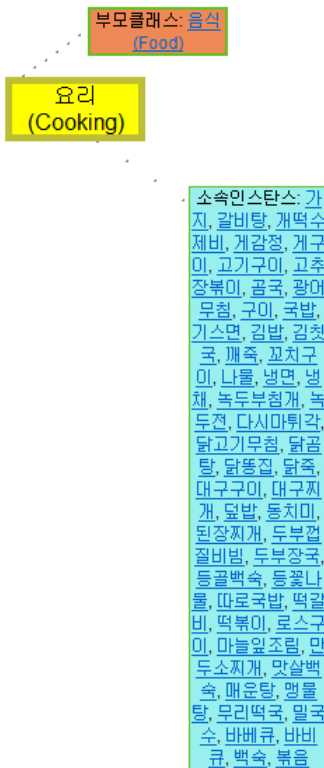 부모클래스: 음식
(Food)
요리
(Cooking)
소속인스탄스: 가
지, 갈비탕, 개떡수
제비, 게감정, 게구
이, 고기구이, 고추
장볶이, 곰국, 광어
무침, 구이, 국밥,
기스면, 김밥, 김칫
국, 깨죽, 꼬치구
이, 나물, 냉면, 냉
채, 녹두부침개, 녹
두전, 다시마튀각,
닭고기무침, 닭곰
탕, 닭똥집, 닭죽,
대구구이, 대구찌
개, 덮밥, 동치미,
된장찌개, 두부껍
질비빔, 두부장국,
등골백숙, 등꽃나
물, 따로국밥, 떡갈
비, 떡볶이, 로스구
이, 마늘잎조림, 만
두소찌개, 맛살백
숙, 매운탕, 맹물
탕, 무리떡국, 밀국
수, 바베큐, 바비
큐, 백숙, 볶음